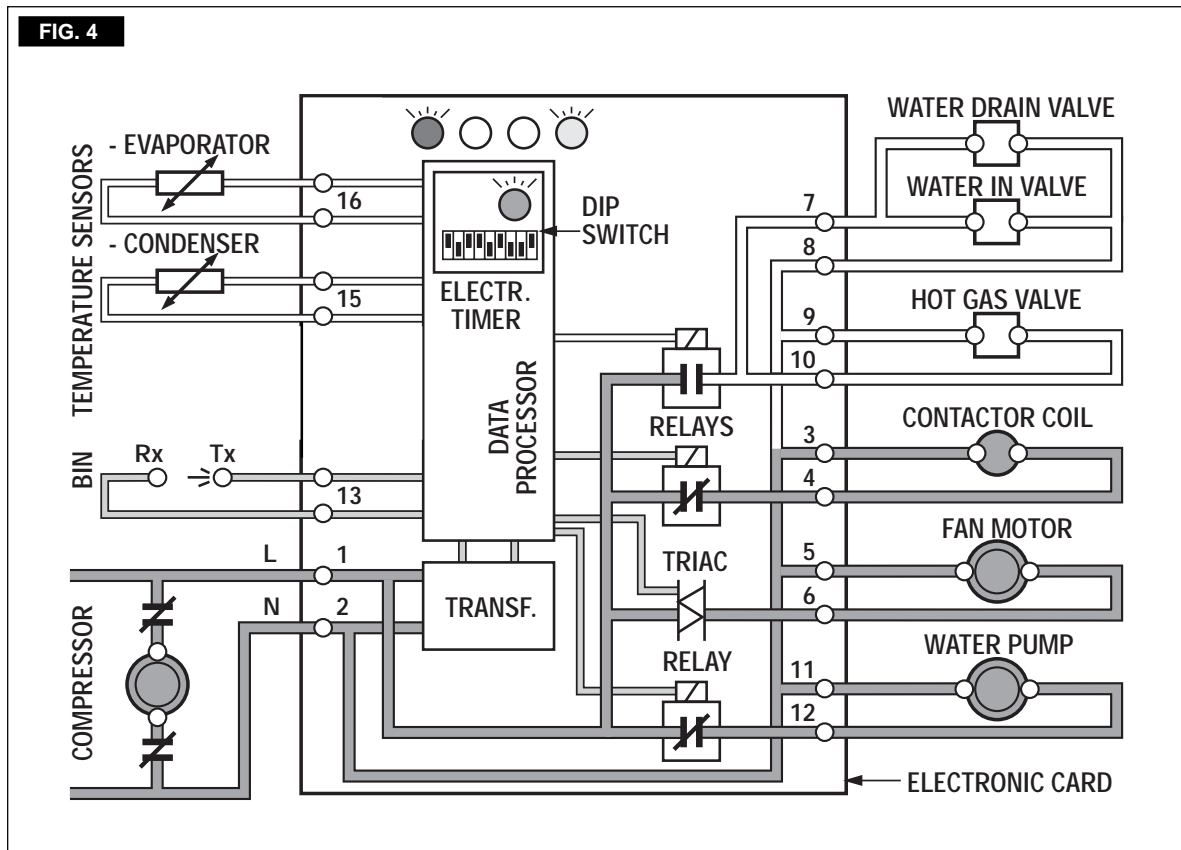 FIG. 4
TEMPERATURE SENSORS
- EVAPORATOR
16
- CONDENSER
15
BIN
Rx
Tx
13
L
1
N
2
COMPRESSOR
DIP
SWITCH
ELECTR.
TIMER
DATA
PROCESSOR
TRANSF.
RELAYS
TRIAC
RELAY
WATER DRAIN VALVE
WATER IN VALVE
7
8
HOT GAS VALVE
9
10
CONTACTOR COIL
3
4
FAN MOTOR
5
6
WATER PUMP
11
12
ELECTRONIC CARD